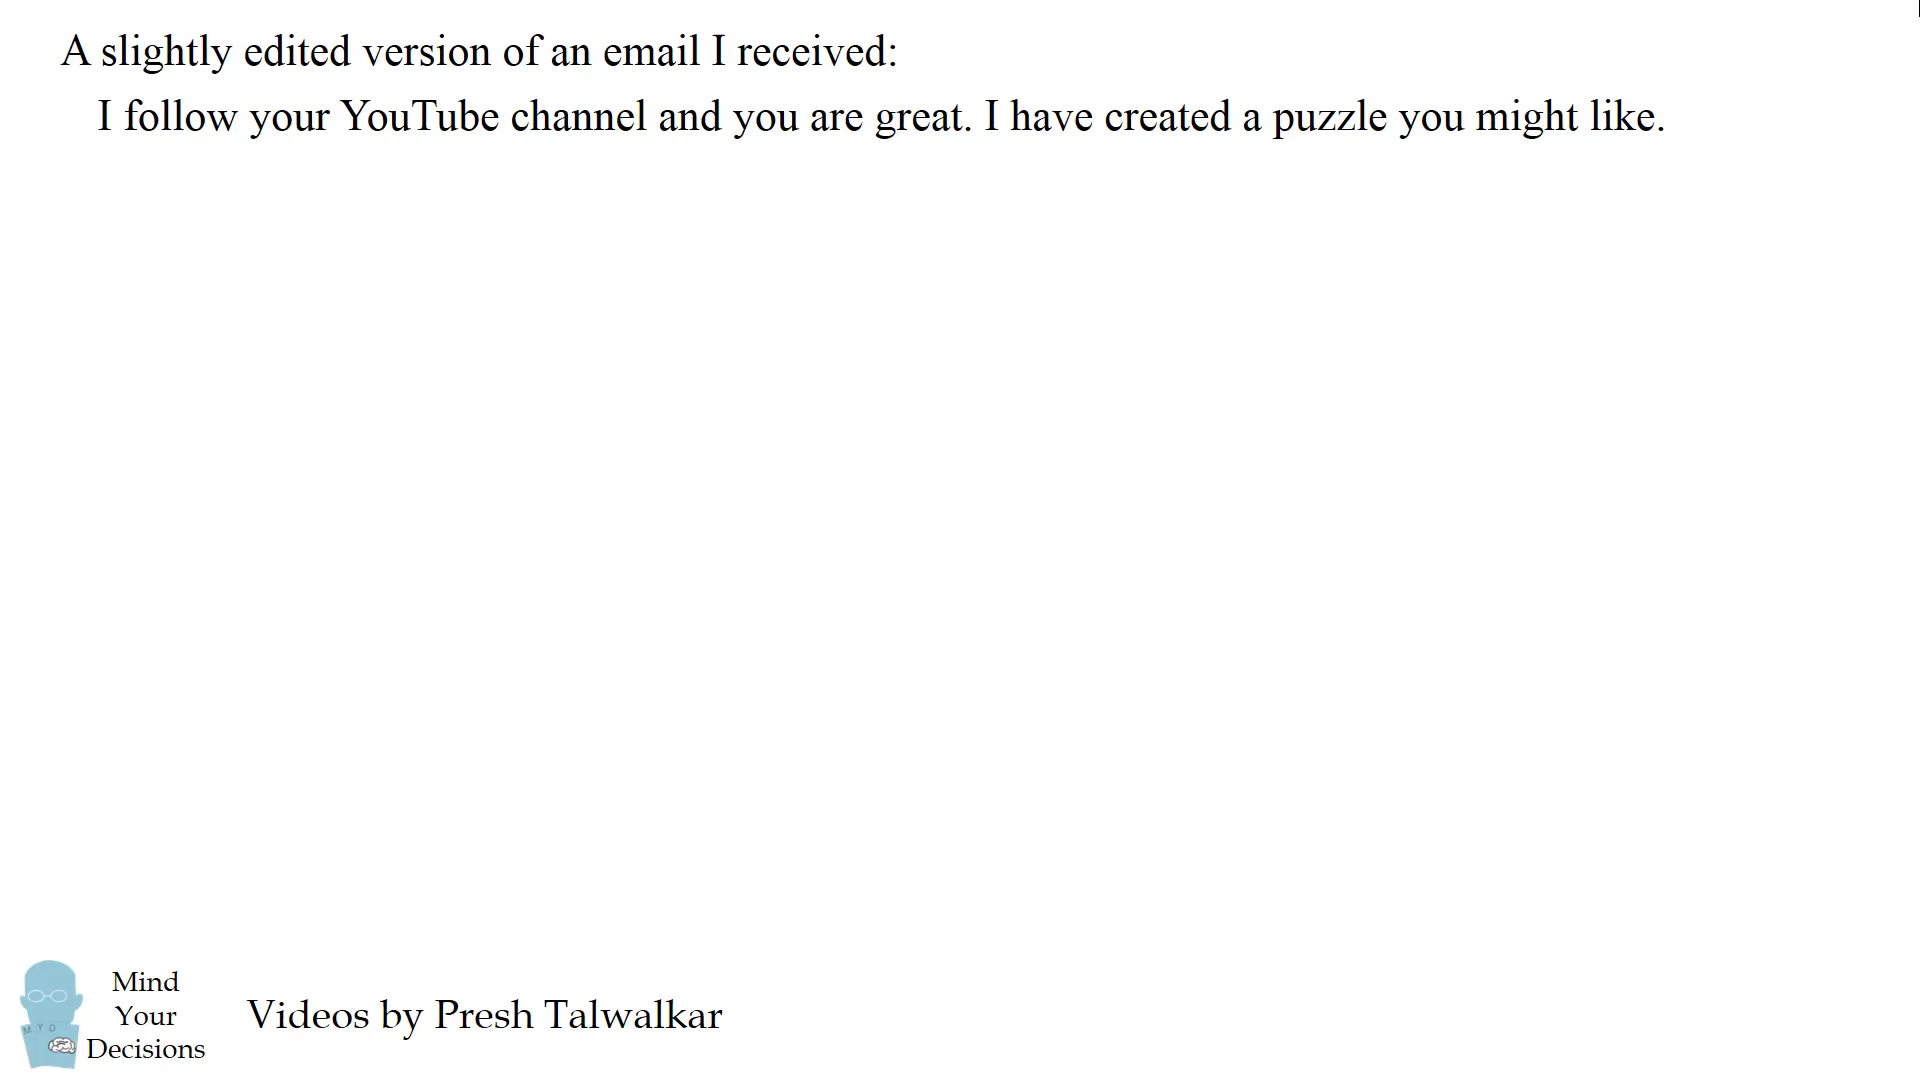 A slightly edited version of an email I received:
I follow your YouTube channel and you are great. I have created a puzzle you might like.
M Y D
Mind
Your
Decisions
Videos by Presh Talwalkar